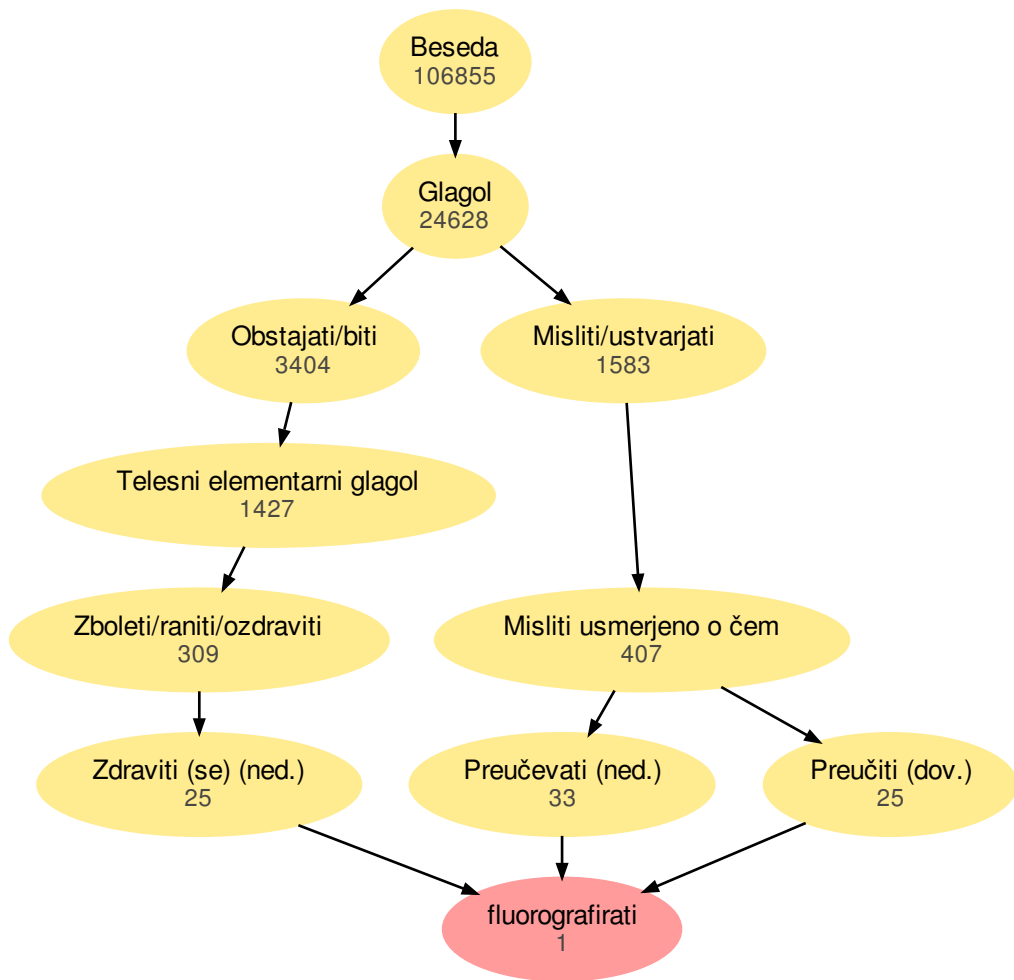 Beseda
106855
Glagol
24628
Obstajati/biti
3404
Misliti/ustvarjati
1583
Telesni elementarni glagol
1427
Zboleti/raniti/ozdraviti
309
Misliti usmerjeno o čem
407
Zdraviti (se) (ned.)
25
Preučevati (ned.)
33
Preučiti (dov.)
25
fluorografirati
1